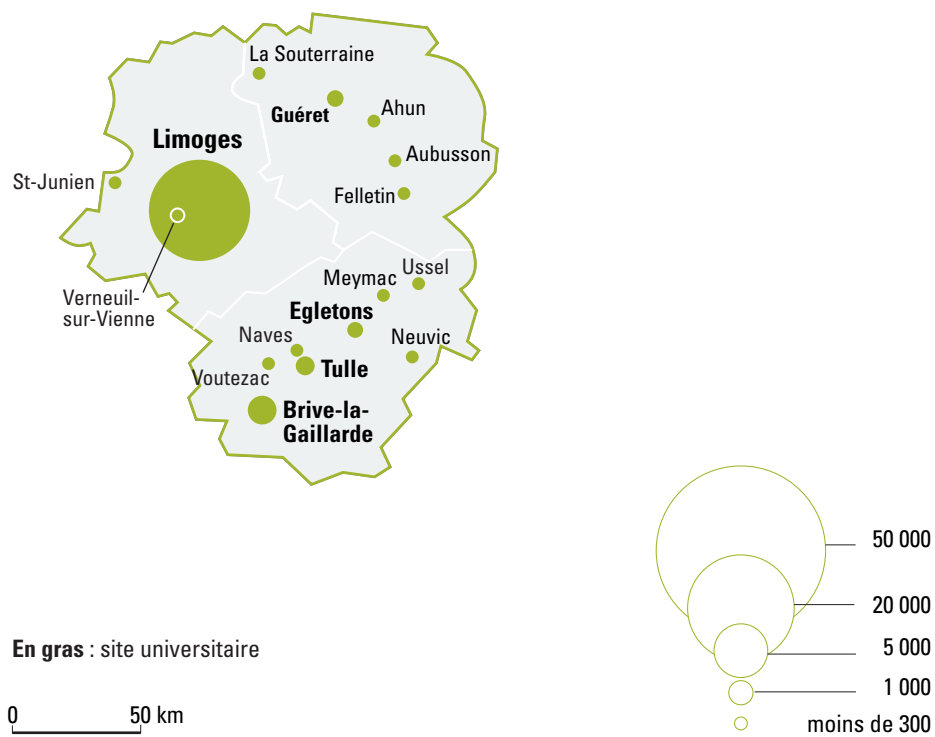 La Souterraine
Guéret
Ahun
Limoges
Aubusson
St-Junien
Felletin
Ussel
Meymac
Verneuil-
sur-Vienne
Egletons
Naves
Neuvic
Tulle
Voutezac
Brive-la-
Gaillarde
50 000
20 000
5 000
1 000
moins de 300
En gras : site universitaire
0 50 km